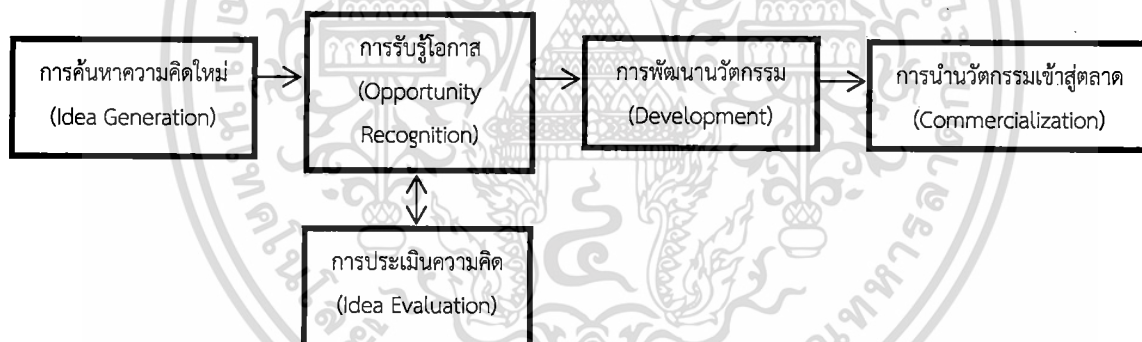 การค้นหาความคิดใหม่
(Idea Generation)
การรับรู้โอกาส
(Opportunity
Recognition)
การพัฒนานวัตกรรม
(Development)
การนำนวัตกรรมเข้าสู่ตลาด
(Commercialization)
การประเมินความคิด
(Idea Evaluation)